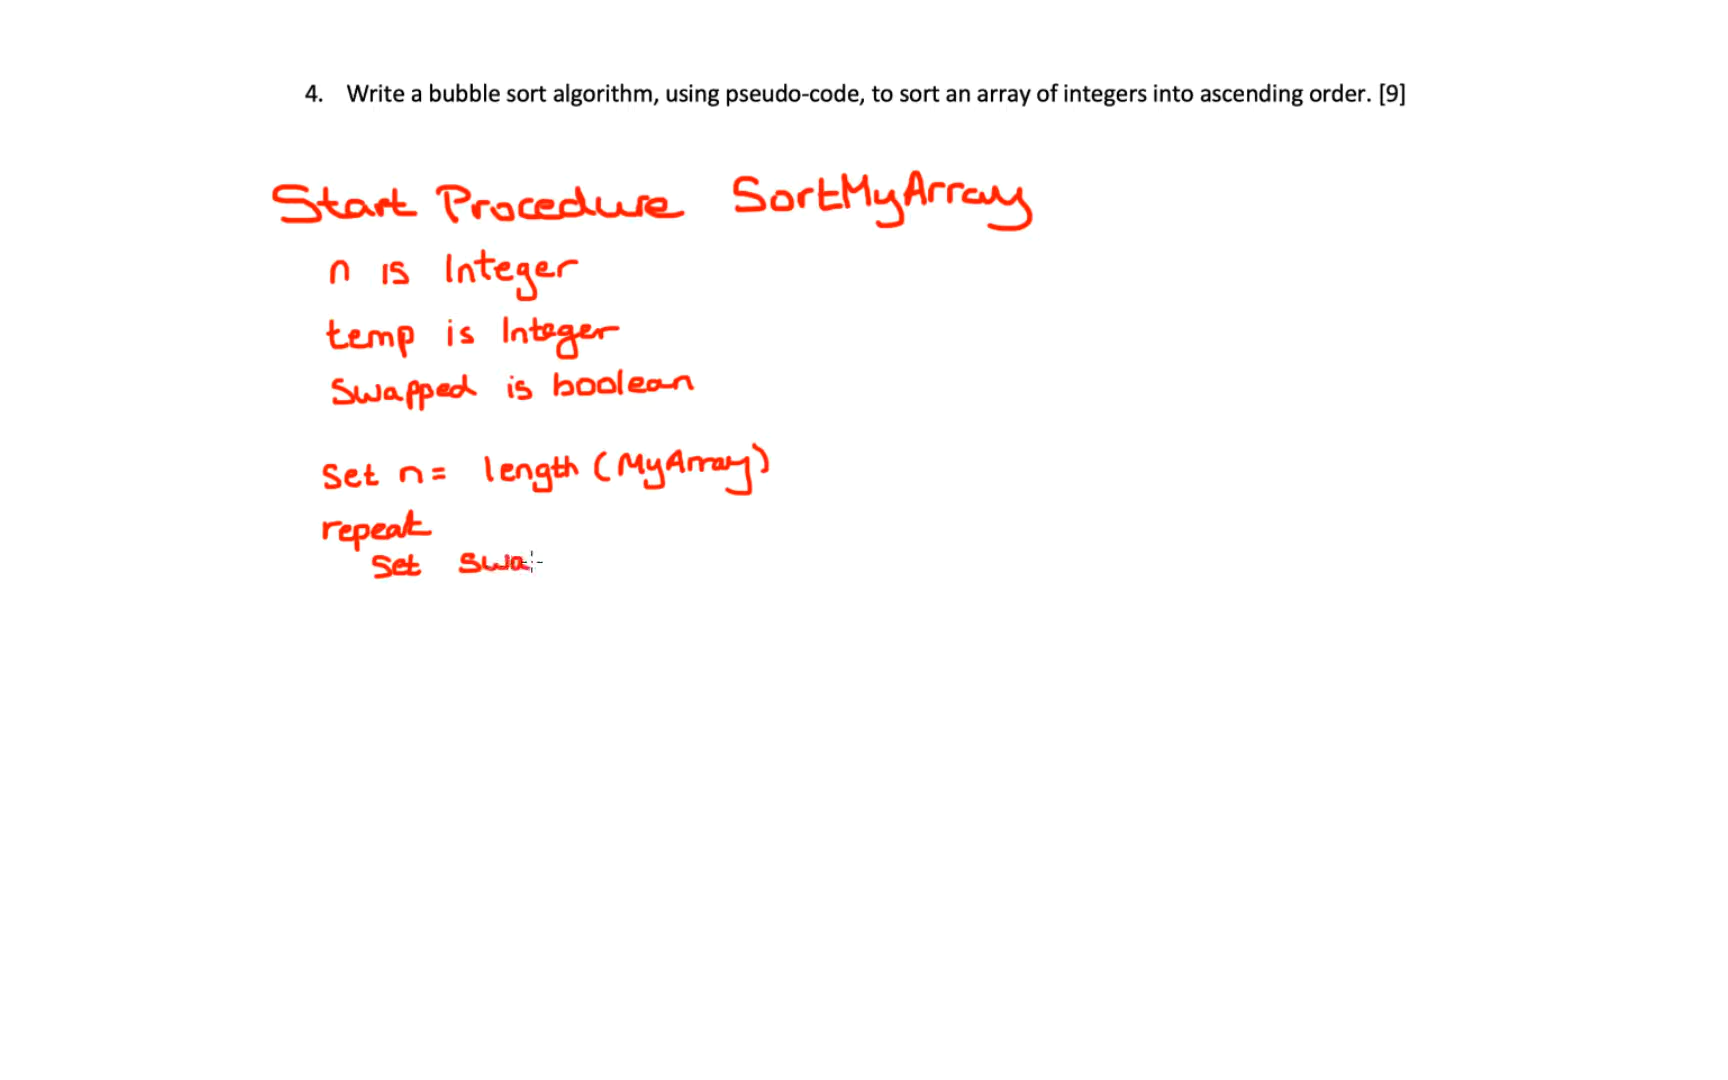 4. Write a bubble sort algorithm, using pseudo-code, to sort an array of integers into ascending order. [9]
Start Procedure SortMyArray
n is Integer
temp is Integer
Swapped is boolean
Set n= length (MyArray)
repeat
Set swa